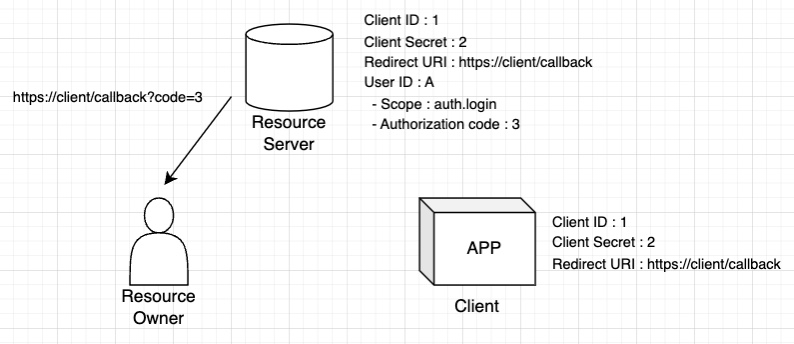 Client ID : 1
Client Secret : 2
Redirect URI : https://client/callback
User ID : A
- Scope : auth.login
- Authorization code : 3
https://client/callback?code=3
Resource
Server
APP
Client
Client ID : 1
Client Secret : 2
Redirect URI : https://client/callback
Resource
Owner